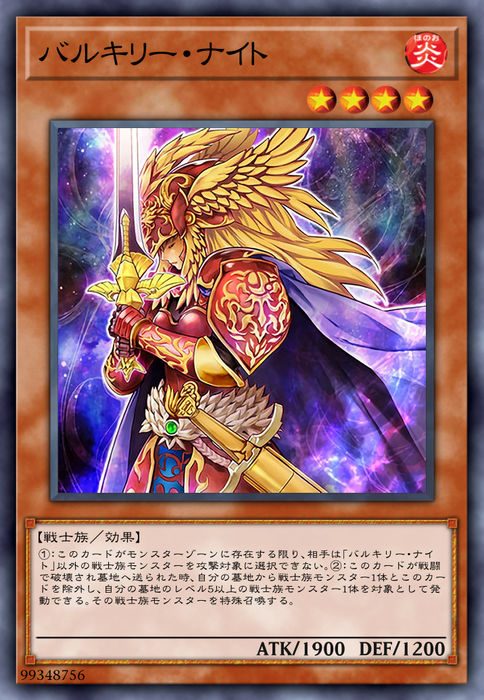 バルキリー・ナイト
ほのお
炎
【戦士族／効果】
①：このカードがモンスターゾーンに存在する限り、相手は「バルキリー・ナイ
ト」以外のモンスターを攻撃対象に選択できない。②：このカードが戦闘
で破壊され墓地へ送られた時、自分の墓地から戦士族モンスター1体とこのカー
ドを除外し、自分の墓地のレベル5以上の戦士族モンスター1体を対象として発
動できる。その戦士族モンスターを特殊召喚する。
ATK/1900 DEF/1200
99348756